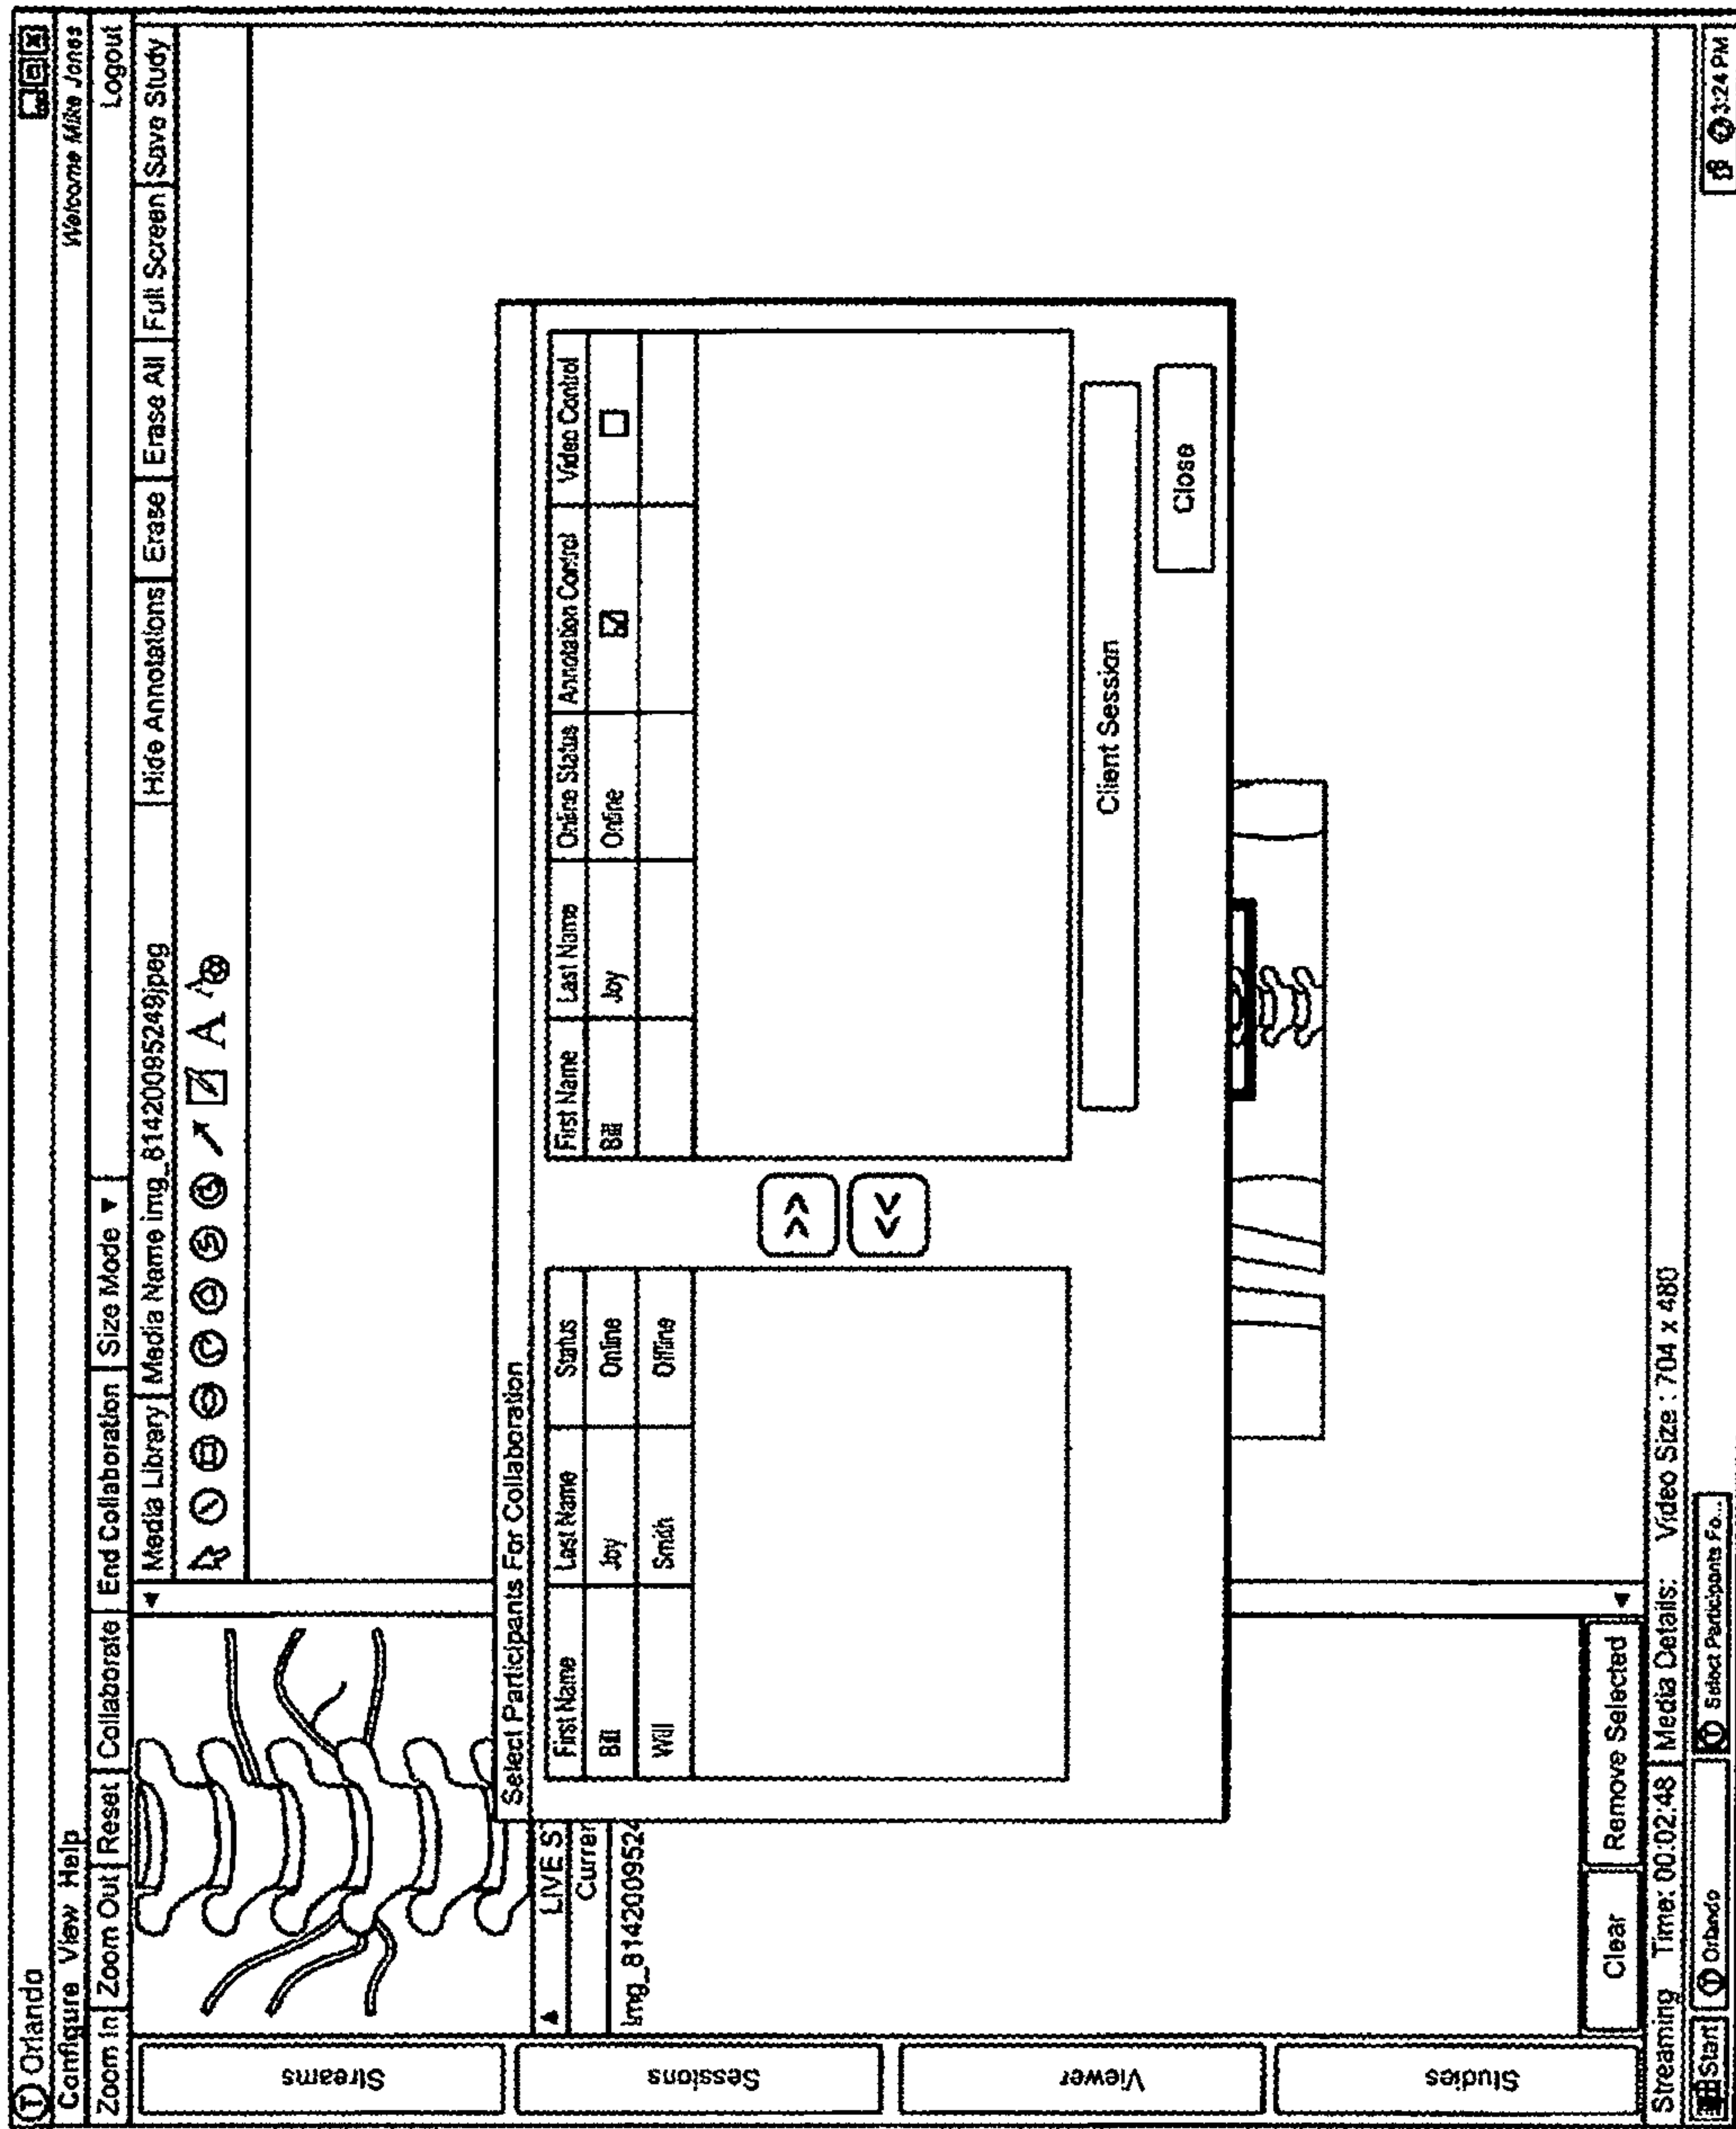 Orlando
Welcome Mike Jones
Configure View Help
Zoom In Zoom Out Reset Collaborate End Collaboration Size Mode Logout
Media Library Media Name img_81420095249jpeg Hide Annotations Erase Erase All Full Screen Save Study
Streams
Sessions
Viewer
Studies
LIVE S
Curren
img_8142009524
Select Participants For Collaboration
First Name Last Name Status
Bill Joy Online
Will Smith Offline
>>
<<
First Name Last Name Online Status Annotation Control Video Control
Bill Joy Online
Client Session
Close
Clear Remove Selected
Streaming Time: 00:02:48 Media Details: Video Size : 704 x 480
Start Orlando Select Participants Fo... 3:24 PM